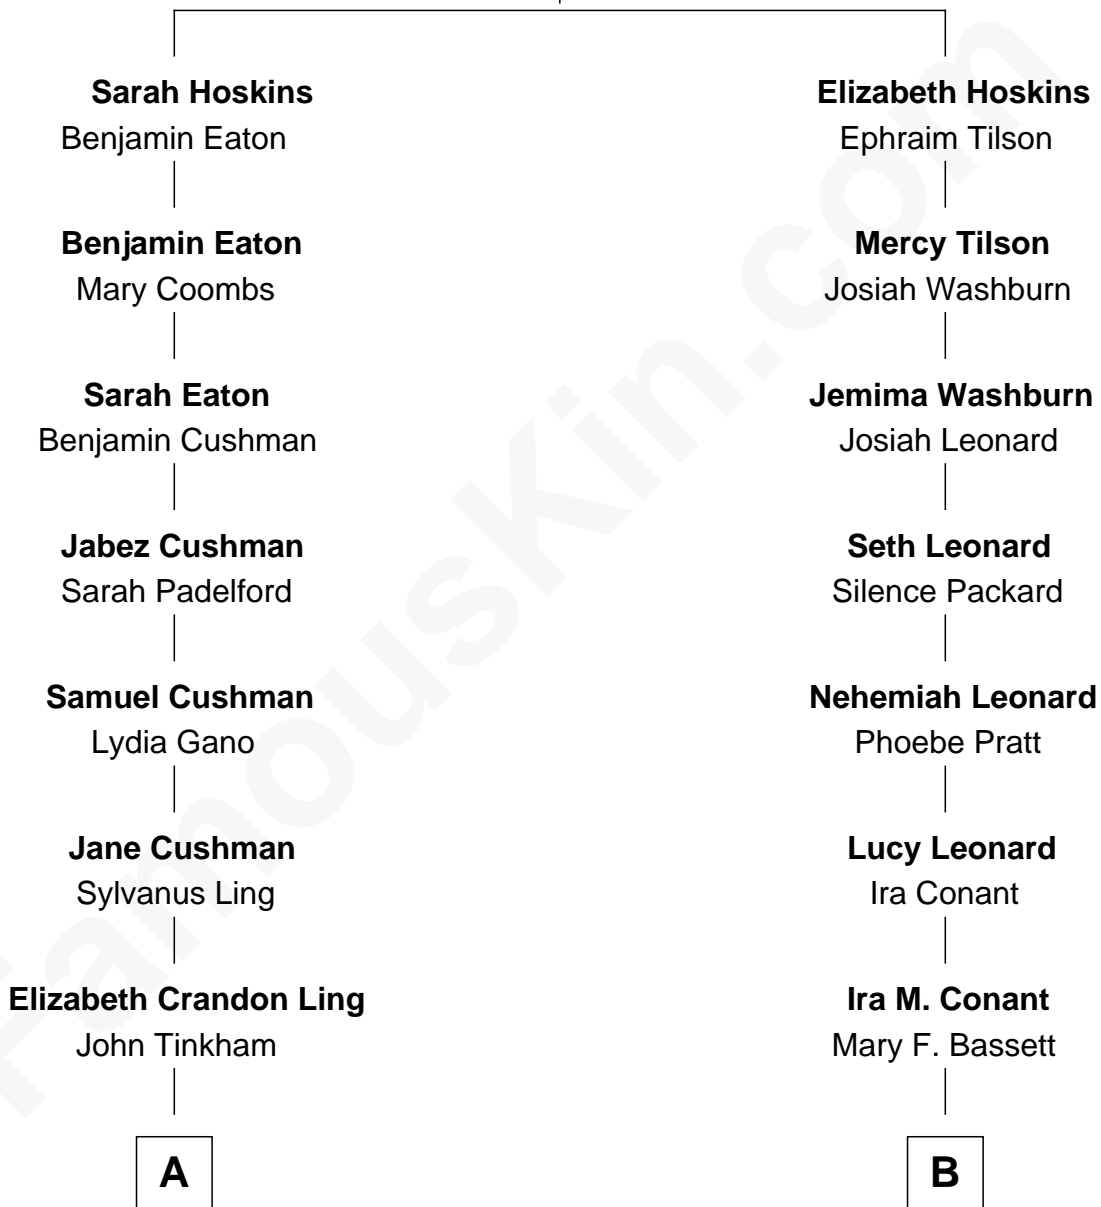 Sarah Hoskins
Benjamin Eaton
Benjamin Eaton
Mary Coombs
Sarah Eaton
Benjamin Cushman
Jabez Cushman
Sarah Padelford
Samuel Cushman
Lydia Gano
Jane Cushman
Sylvanus Ling
Elizabeth Crandon Ling
John Tinkham
A
Elizabeth Hoskins
Ephraim Tilson
Mercy Tilson
Josiah Washburn
Jemima Washburn
Josiah Leonard
Seth Leonard
Silence Packard
Nehemiah Leonard
Phoebe Pratt
Lucy Leonard
Ira Conant
Ira M. Conant
Mary F. Bassett
B
FamousKin.com